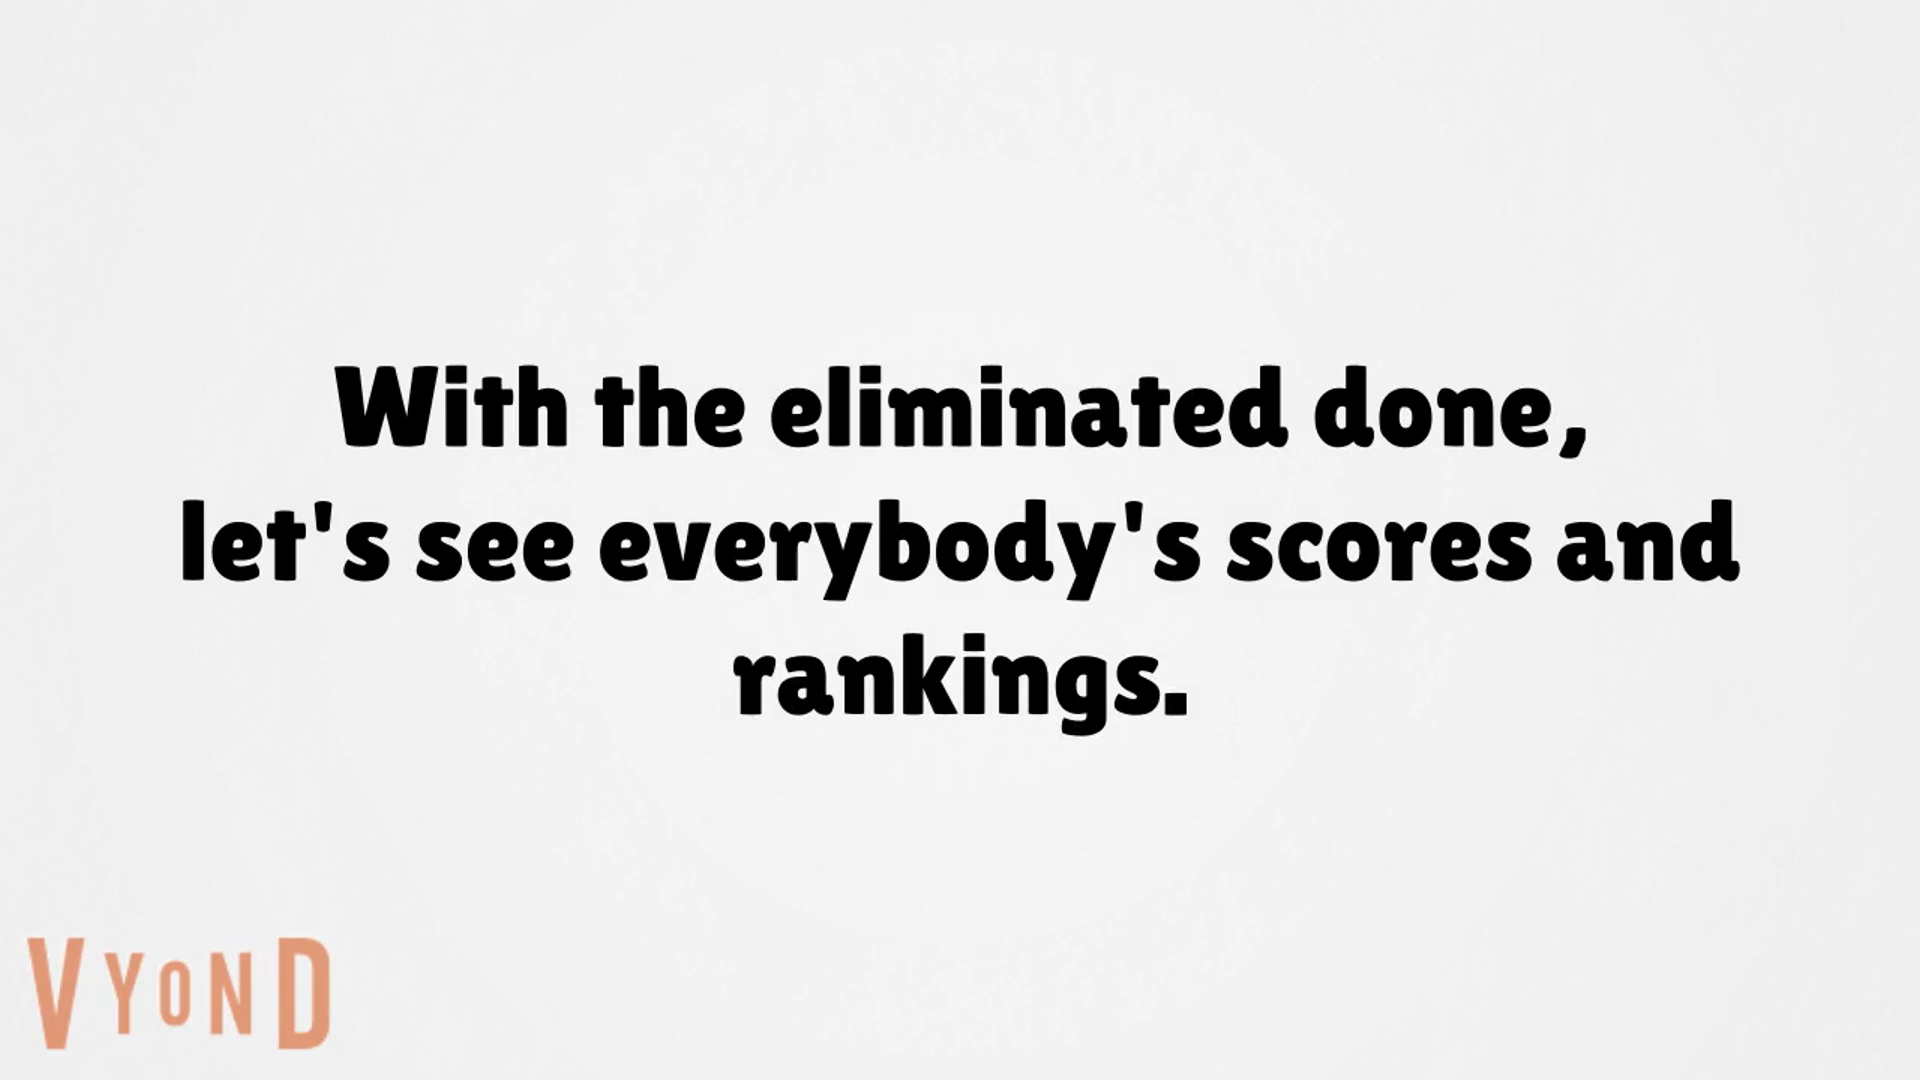 With the eliminated done,
let's see everybody's scores and
rankings.
VYOND